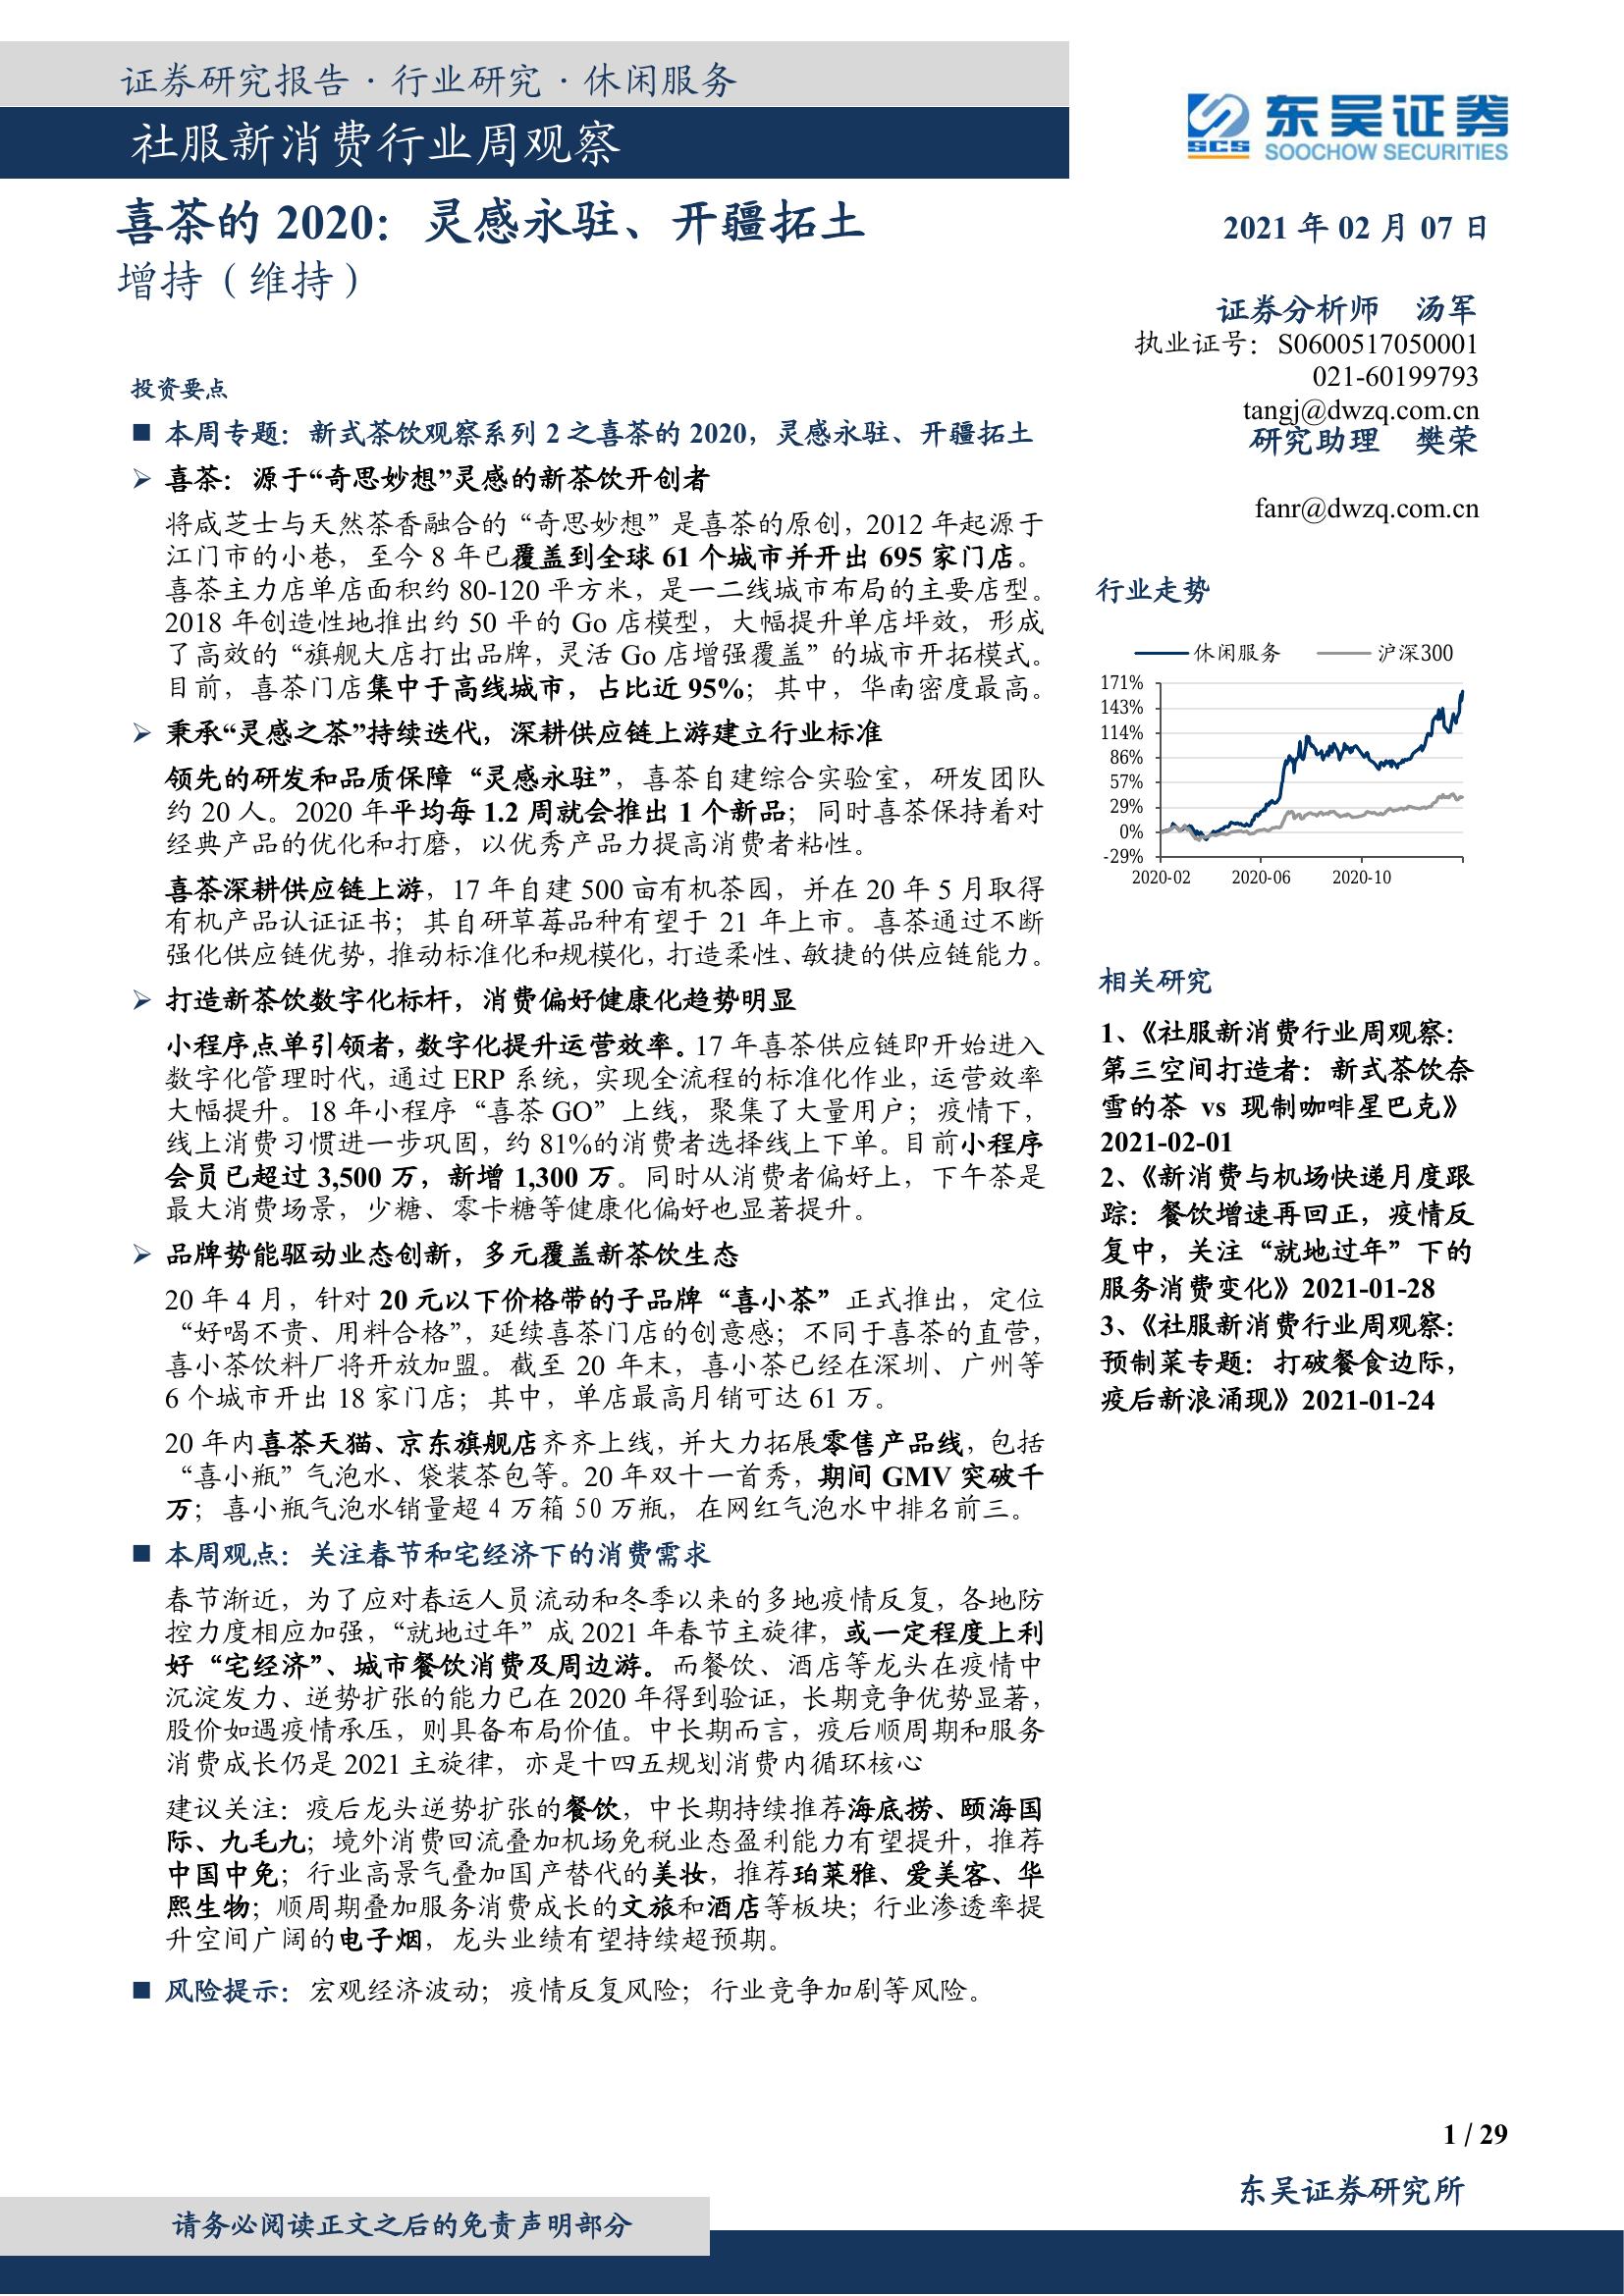 证券研究报告 · 行业研究 · 休闲服务
社服新消费行业周观察
东吴证券
SCS
SOOCHOW SECURITIES
喜茶的 2020：灵感永驻、开疆拓土
增持（维持）
2021 年 02 月 07 日
证券分析师 汤军
执业证号：S0600517050001
021-60199793
tangj@dwzq.com.cn
研究助理 樊荣
fanr@dwzq.com.cn
投资要点
■ 本周专题：新式茶饮观察系列 2 之喜茶的 2020，灵感永驻、开疆拓土
➢ 喜茶：源于“奇思妙想”灵感的新茶饮开创者
将咸芝士与天然茶香融合的“奇思妙想”是喜茶的原创，2012 年起源于
江门市的小巷，至今 8 年已覆盖到全球 61 个城市并开出 695 家门店。
喜茶主力店单店面积约 80-120 平方米，是一二线城市布局的主要店型。
2018 年创造性地推出约 50 平的 Go 店模型，大幅提升单店坪效，形成
了高效的“旗舰大店打出品牌，灵活 Go 店增强覆盖”的城市开拓模式。
目前，喜茶门店集中于高线城市，占比近 95%；其中，华南密度最高。
➢ 秉承“灵感之茶”持续迭代，深耕供应链上游建立行业标准
领先的研发和品质保障“灵感永驻”，喜茶自建综合实验室，研发团队
约 20 人。2020 年平均每 1.2 周就会推出 1 个新品；同时喜茶保持着对
经典产品的优化和打磨，以优秀产品力提高消费者粘性。
喜茶深耕供应链上游，17 年自建 500 亩有机茶园，并在 20 年 5 月取得
有机产品认证证书；其自研草莓品种有望于 21 年上市。喜茶通过不断
强化供应链优势，推动标准化和规模化，打造柔性、敏捷的供应链能力。
➢ 打造新茶饮数字化标杆，消费偏好健康化趋势明显
小程序点单引领者，数字化提升运营效率。17 年喜茶供应链即开始进入
数字化管理时代，通过 ERP 系统，实现全流程的标准化作业，运营效率
大幅提升。18 年小程序“喜茶 GO”上线，聚集了大量用户；疫情下，
线上消费习惯进一步巩固，约 81%的消费者选择线上下单。目前小程序
会员已超过 3,500 万，新增 1,300 万。同时从消费者偏好上，下午茶是
最大消费场景，少糖、零卡糖等健康化偏好也显著提升。
➢ 品牌势能驱动业态创新，多元覆盖新茶饮生态
20 年 4 月，针对 20 元以下价格带的子品牌“喜小茶”正式推出，定位
“好喝不贵、用料合格”，延续喜茶门店的创意感；不同于喜茶的直营，
喜小茶饮料厂将开放加盟。截至 20 年末，喜小茶已经在深圳、广州等
6 个城市开出 18 家门店；其中，单店最高月销可达 61 万。
20 年内喜茶天猫、京东旗舰店齐齐上线，并大力拓展零售产品线，包括
“喜小瓶”气泡水、袋装茶包等。20 年双十一首秀，期间 GMV 突破千
万；喜小瓶气泡水销量超 4 万箱 50 万瓶，在网红气泡水中排名前三。
■ 本周观点：关注春节和宅经济下的消费需求
春节渐近，为了应对春运人员流动和冬季以来的多地疫情反复，各地防
控力度相应加强，“就地过年”成 2021 年春节主旋律，或一定程度上利
好“宅经济”、城市餐饮消费及周边游。而餐饮、酒店等龙头在疫情中
沉淀发力、逆势扩张的能力已在 2020 年得到验证，长期竞争优势显著，
股价如遇疫情承压，则具备布局价值。中长期而言，疫后顺周期和服务
消费成长仍是 2021 主旋律，亦是十四五规划消费内循环核心
建议关注：疫后龙头逆势扩张的餐饮，中长期持续推荐海底捞、颐海国
际、九毛九；境外消费回流叠加机场免税业态盈利能力有望提升，推荐
中国中免；行业高景气叠加国产替代的美妆，推荐珀莱雅、爱美客、华
熙生物；顺周期叠加服务消费成长的文旅和酒店等板块；行业渗透率提
升空间广阔的电子烟，龙头业绩有望持续超预期。
■ 风险提示：宏观经济波动；疫情反复风险；行业竞争加剧等风险。
行业走势
休闲服务 沪深300
171%
143%
114%
86%
57%
29%
0%
-29%
2020-02 2020-06 2020-10
相关研究
1、《社服新消费行业周观察：
第三空间打造者：新式茶饮奈
雪的茶 vs 现制咖啡星巴克》
2021-02-01
2、《新消费与机场快递月度跟
踪：餐饮增速再回正，疫情反
复中，关注“就地过年”下的
服务消费变化》2021-01-28
3、《社服新消费行业周观察：
预制菜专题：打破餐食边际，
疫后新浪涌现》2021-01-24
1 / 29
东吴证券研究所
请务必阅读正文之后的免责声明部分